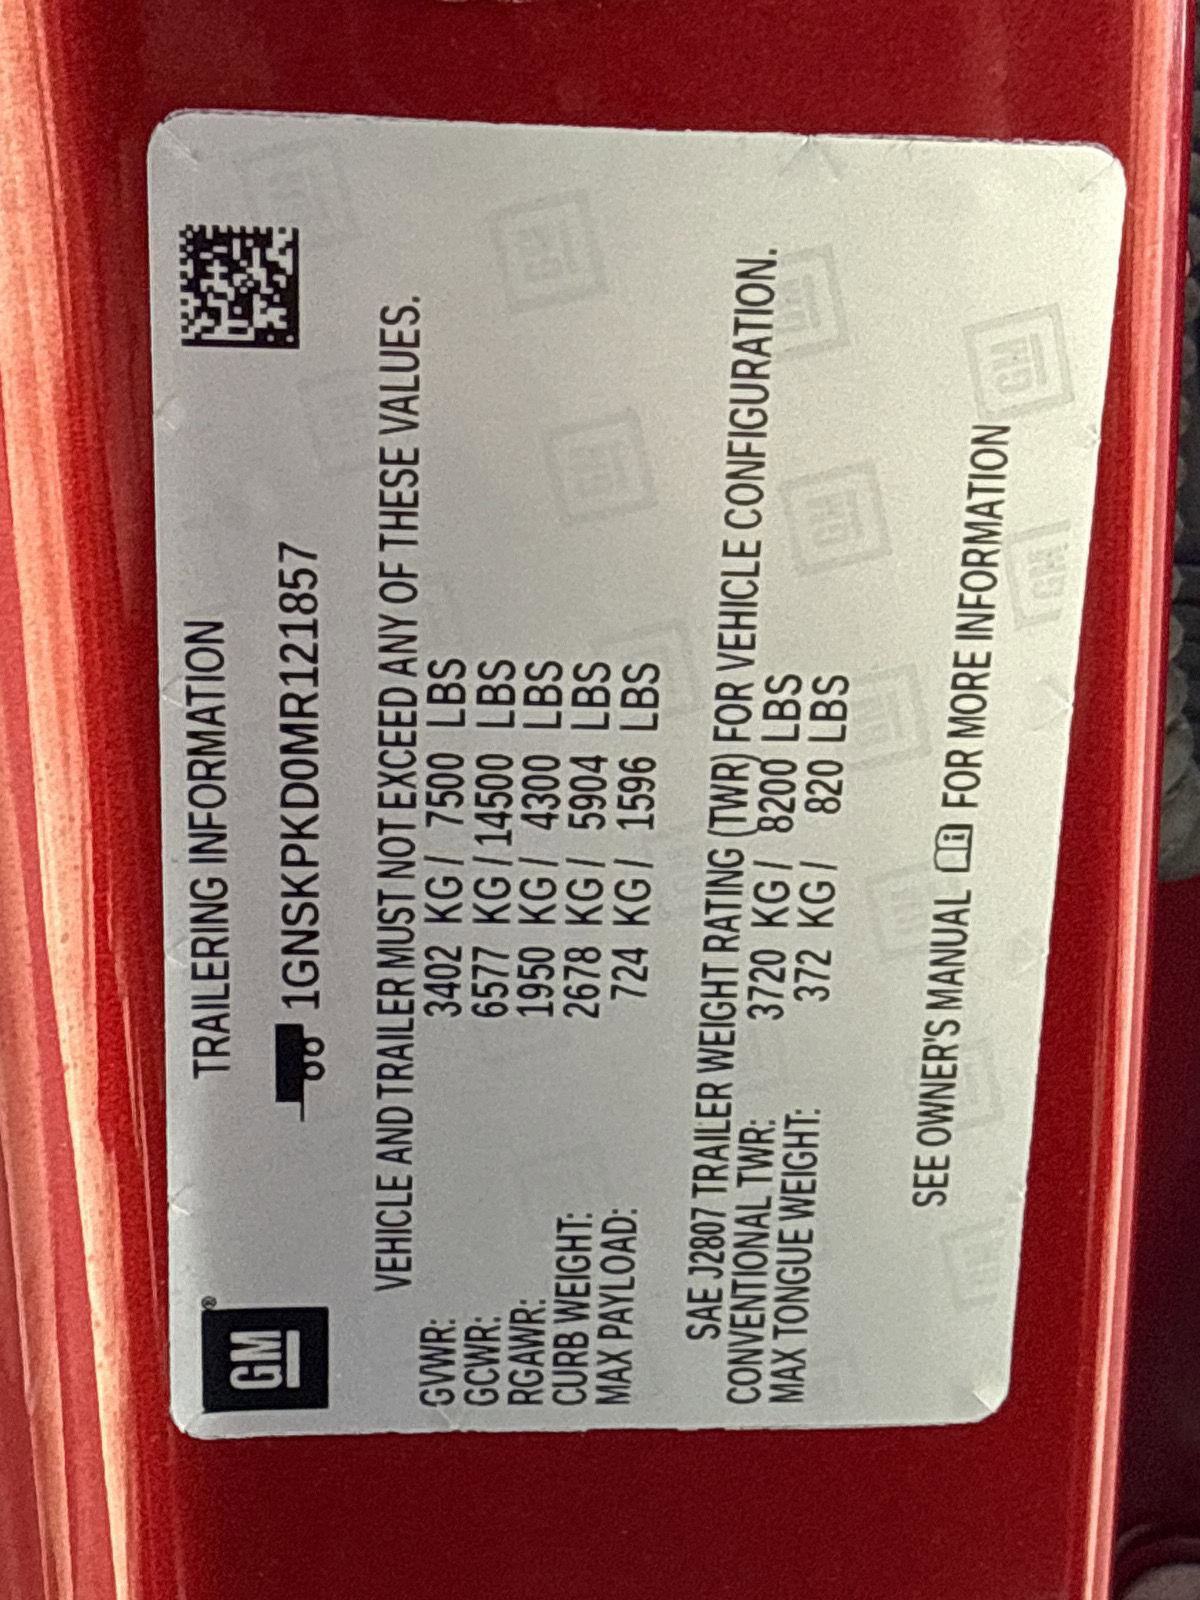 GM®
TRAILERING INFORMATION
1GNSKPKD0MR121857
VEHICLE AND TRAILER MUST NOT EXCEED ANY OF THESE VALUES.
GVWR: 3402 KG / 7500 LBS
GCWR: 6577 KG / 14500 LBS
RGAWR: 1950 KG / 4300 LBS
CURB WEIGHT: 2678 KG / 5904 LBS
MAX PAYLOAD: 724 KG / 1596 LBS
SAE J2807 TRAILER WEIGHT RATING (TWR) FOR VEHICLE CONFIGURATION.
CONVENTIONAL TWR: 3720 KG / 8200 LBS
MAX TONGUE WEIGHT: 372 KG / 820 LBS
SEE OWNER'S MANUAL FOR MORE INFORMATION